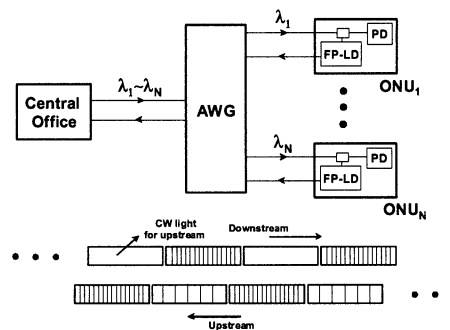 λ1
PD
FP-LD
ONU1
Central
Office
λ1~λN
AWG
λN
PD
FP-LD
ONUN
CW light
for upstream
Downstream
Upstream